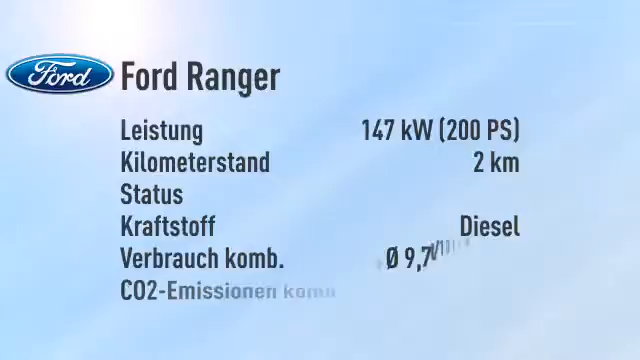 Ford Ford Ranger
Leistung 147 kW (200 PS)
Kilometerstand 2 km
Status
Kraftstoff Diesel
Verbrauch komb. Ø 9,7
CO2-Emissionen